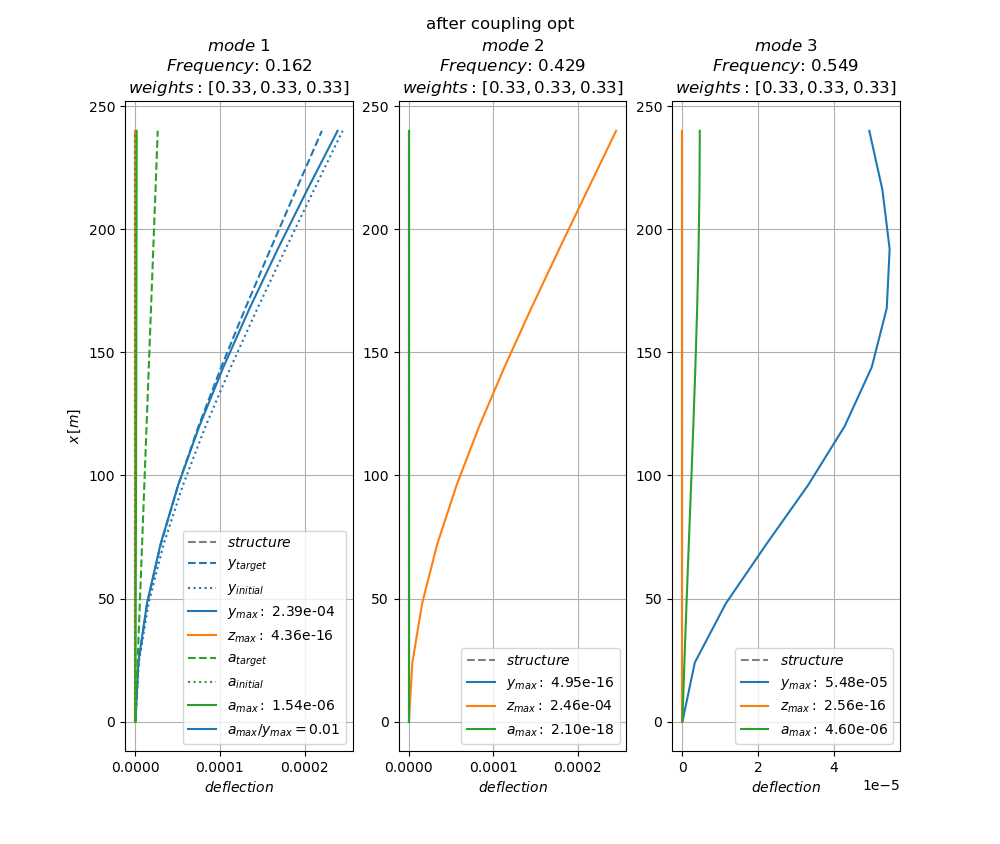 after coupling opt
mode 1
Frequency: 0.162
weights : [0.33, 0.33, 0.33]
250
200
150
100
50
0
x [m]
structure
y_target
y_initial
y_max : 2.39e-04
z_max : 4.36e-16
a_target
a_initial
a_max : 1.54e-06
a_max/y_max = 0.01
0.0000
0.0001
0.0002
deflection
mode 2
Frequency: 0.429
weights : [0.33, 0.33, 0.33]
250
200
150
100
50
0
structure
y_max : 4.95e-16
z_max : 2.46e-04
a_max : 2.10e-18
0.0000
0.0001
0.0002
deflection
mode 3
Frequency: 0.549
weights : [0.33, 0.33, 0.33]
250
200
150
100
50
0
structure
y_max : 5.48e-05
z_max : 2.56e-16
a_max : 4.60e-06
0
2
4
1e−5
deflection